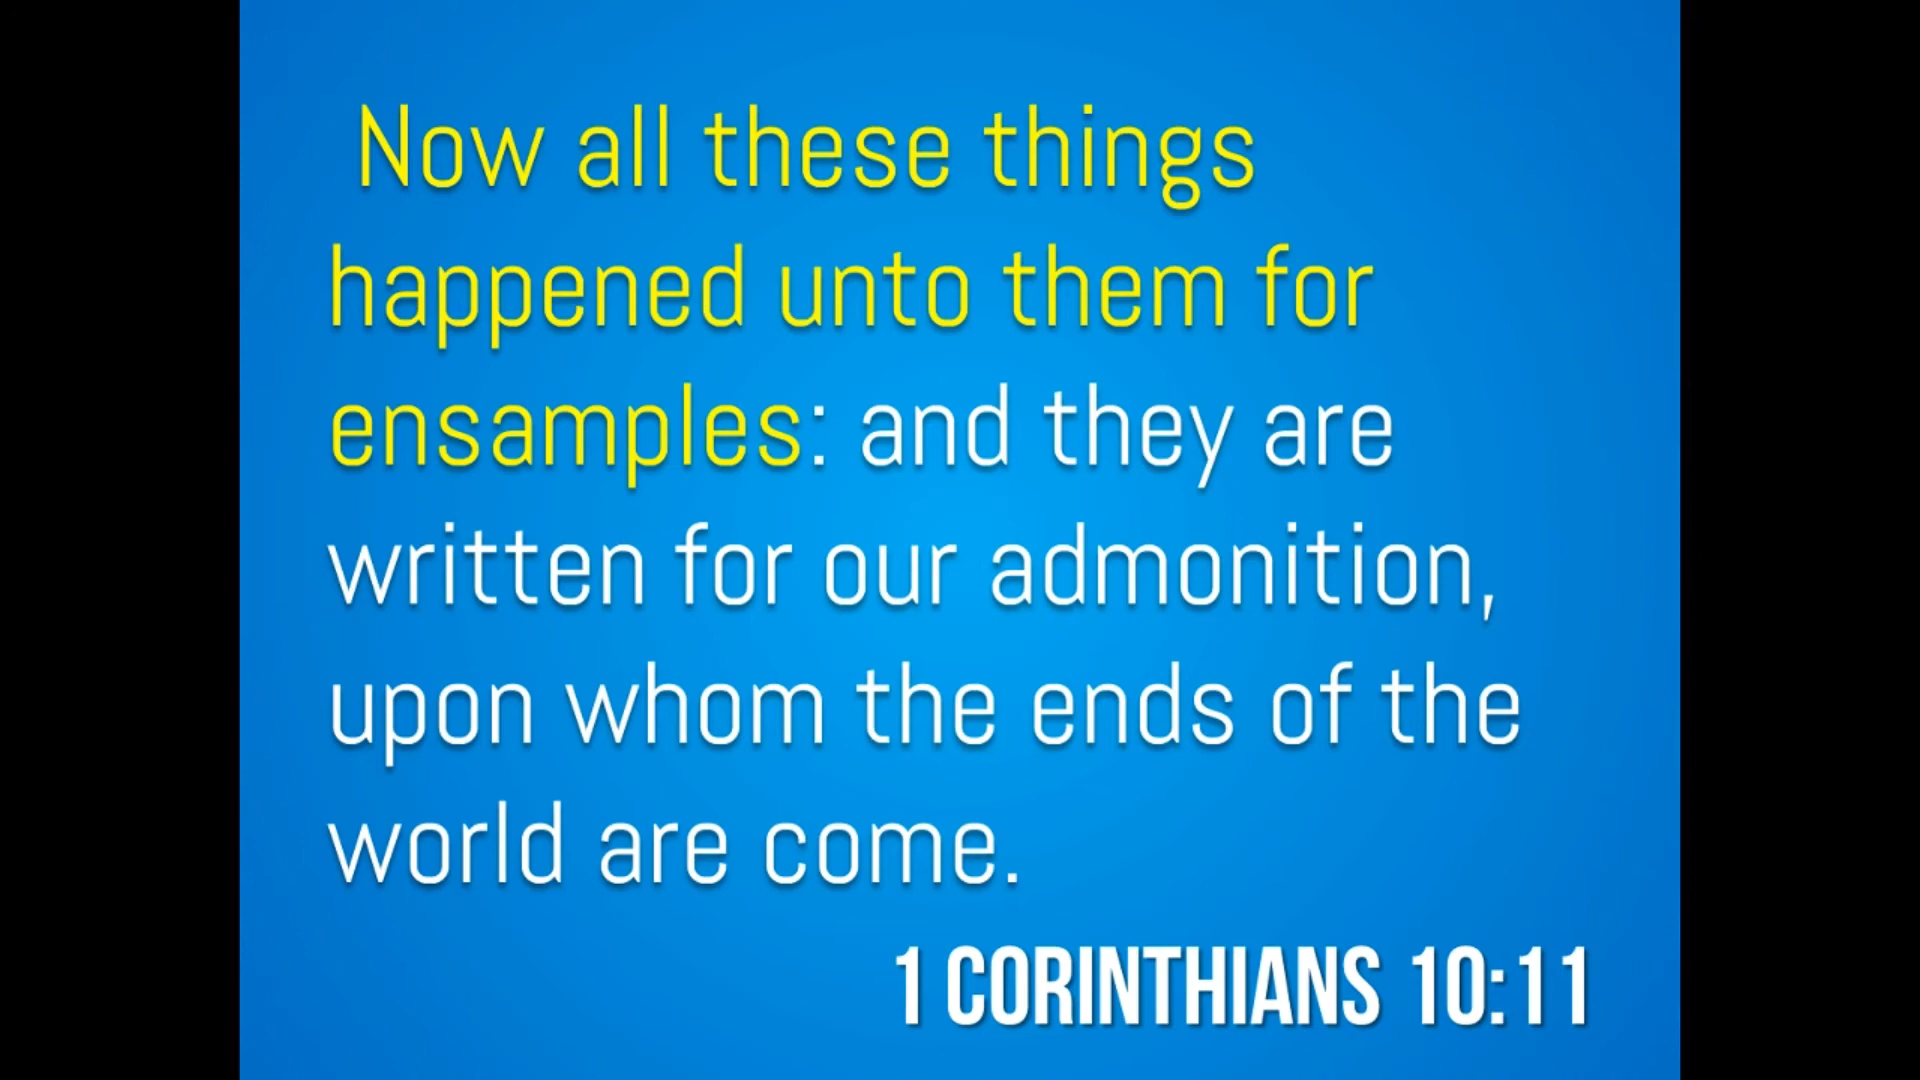 Now all these things
happened unto them for
ensamples: and they are
written for our admonition,
upon whom the ends of the
world are come.
1 CORINTHIANS 10:11